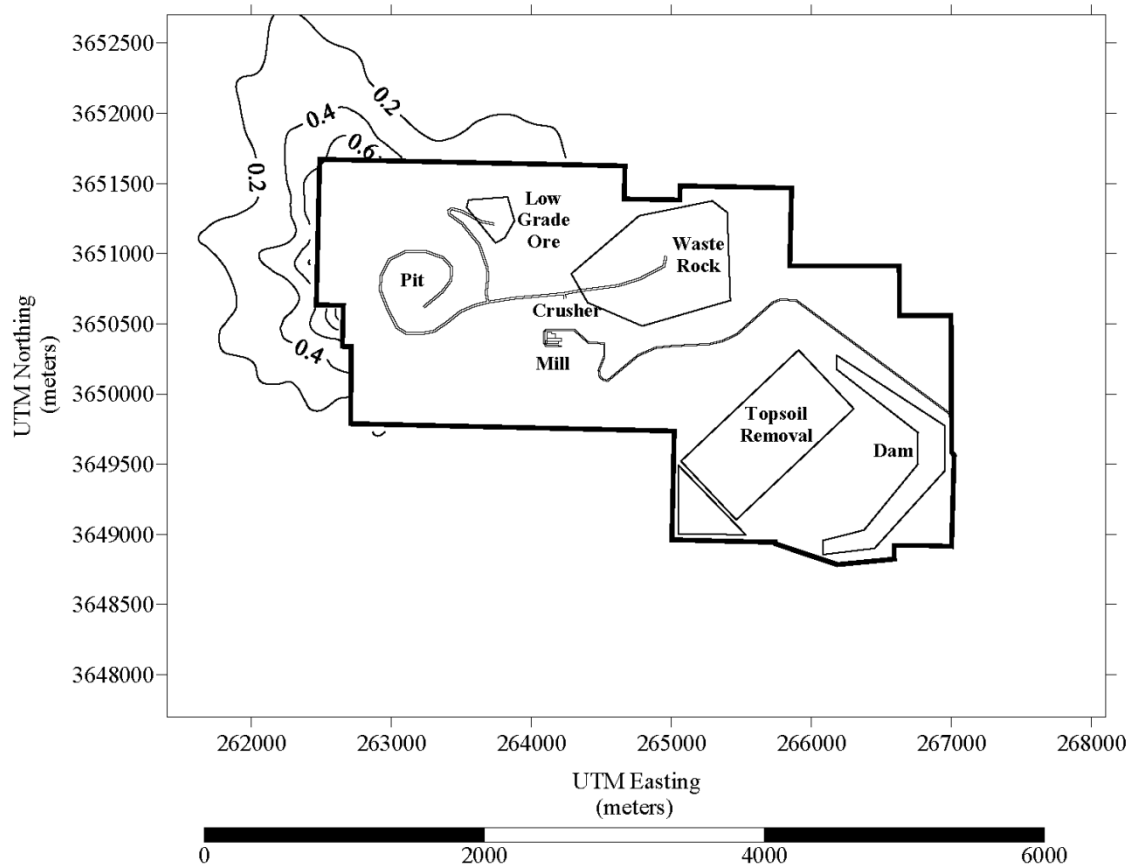 3652500
3652000
3651500
3651000
3650500
3650000
3649500
3649000
3648500
3648000
UTM Northing
(meters)
0.2
0.4
0.6
0.2
0.4
Low
Grade
Ore
Pit
Waste
Rock
Crusher
Mill
Topsoil
Removal
Dam
262000 263000 264000 265000 266000 267000 268000
UTM Easting
(meters)
0 2000 4000 6000